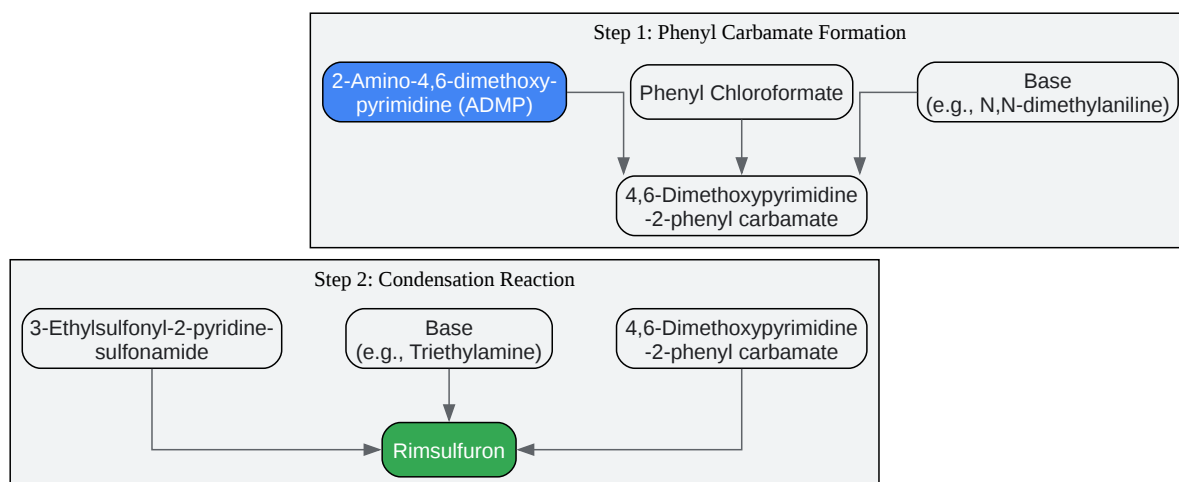 Step 1: Phenyl Carbamate Formation
2-Amino-4,6-dimethoxy-
pyrimidine (ADMP)
Phenyl Chloroformate
Base
(e.g., N,N-dimethylaniline)
4,6-Dimethoxypyrimidine
-2-phenyl carbamate
Step 2: Condensation Reaction
3-Ethylsulfonyl-2-pyridine-
sulfonamide
Base
(e.g., Triethylamine)
4,6-Dimethoxypyrimidine
-2-phenyl carbamate
Rimsulfuron